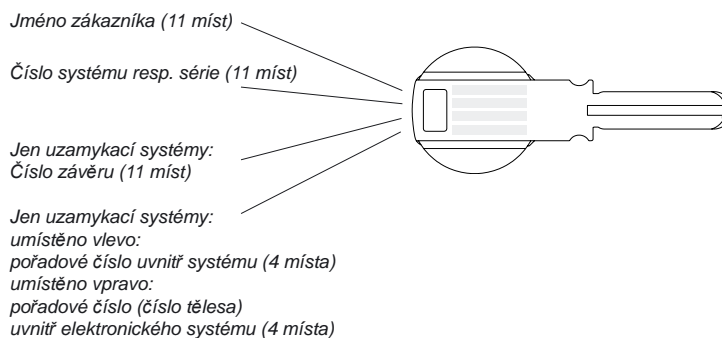 Jméno zákazníka (11 míst)
Číslo systému resp. série (11 míst)
Jen uzamykací systémy:
Číslo závěru (11 míst)
Jen uzamykací systémy:
umístěno vlevo:
pořadové číslo uvnitř systému (4 místa)
umístěno vpravo:
pořadové číslo (číslo tělesa)
uvnitř elektronického systému (4 místa)